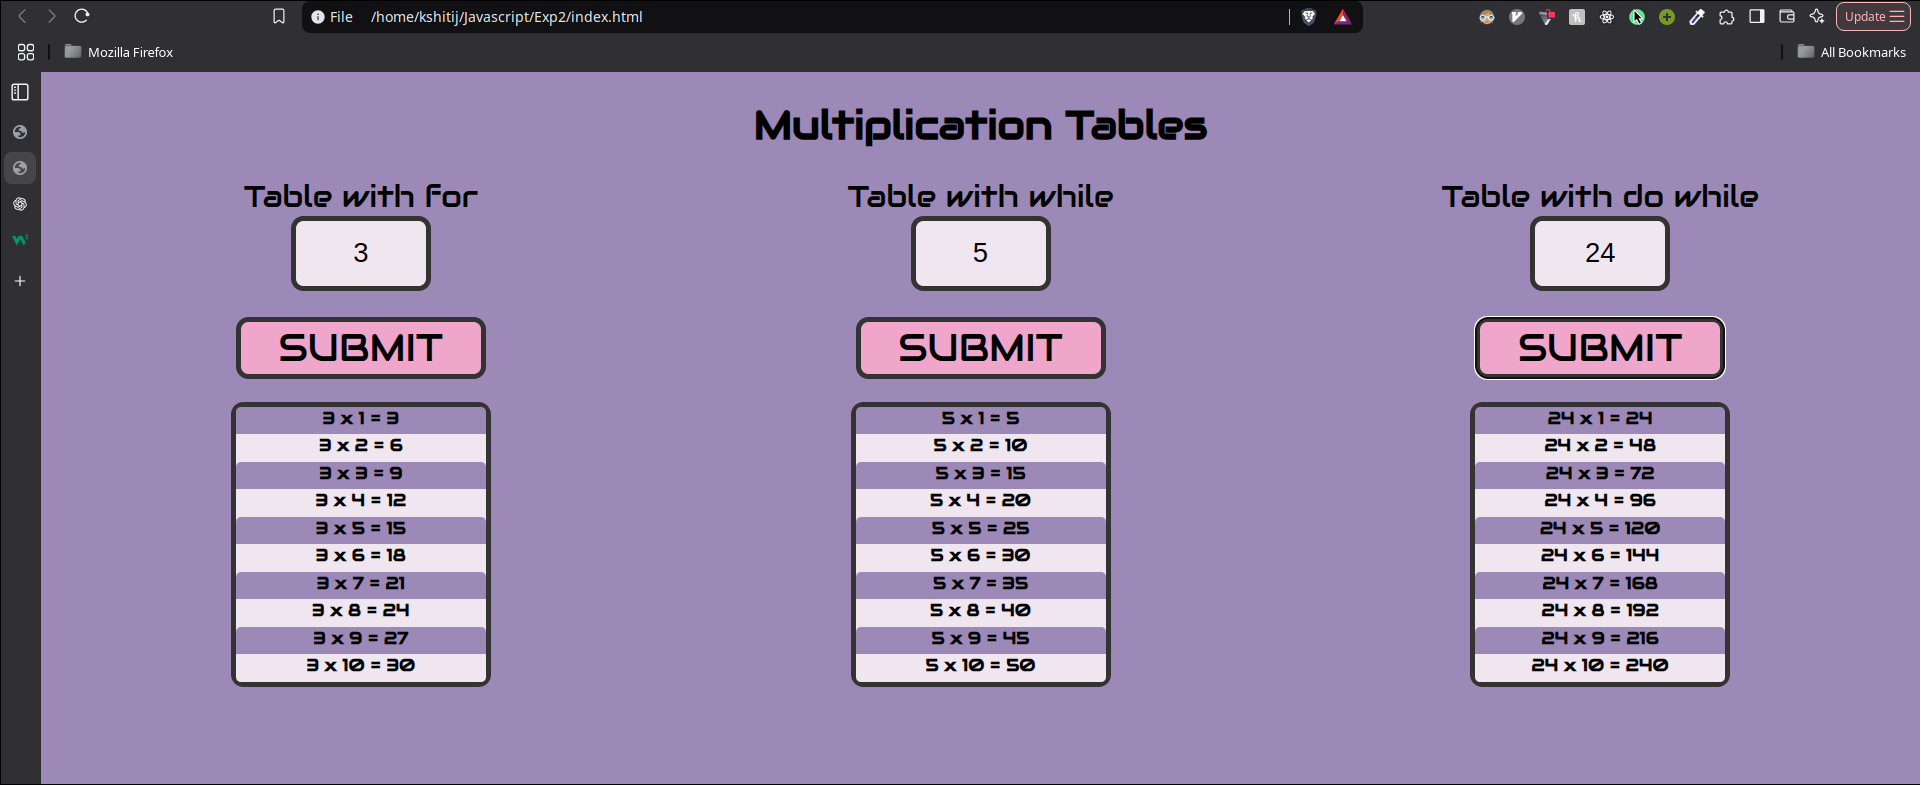 File /home/kshitij/Javascript/Exp2/index.html
Update
Mozilla Firefox
All Bookmarks
Multiplication Tables
Table with for
3
SUBMIT
3 x 1 = 3
3 x 2 = 6
3 x 3 = 9
3 x 4 = 12
3 x 5 = 15
3 x 6 = 18
3 x 7 = 21
3 x 8 = 24
3 x 9 = 27
3 x 10 = 30
Table with while
5
SUBMIT
5 x 1 = 5
5 x 2 = 10
5 x 3 = 15
5 x 4 = 20
5 x 5 = 25
5 x 6 = 30
5 x 7 = 35
5 x 8 = 40
5 x 9 = 45
5 x 10 = 50
Table with do while
24
SUBMIT
24 x 1 = 24
24 x 2 = 48
24 x 3 = 72
24 x 4 = 96
24 x 5 = 120
24 x 6 = 144
24 x 7 = 168
24 x 8 = 192
24 x 9 = 216
24 x 10 = 240